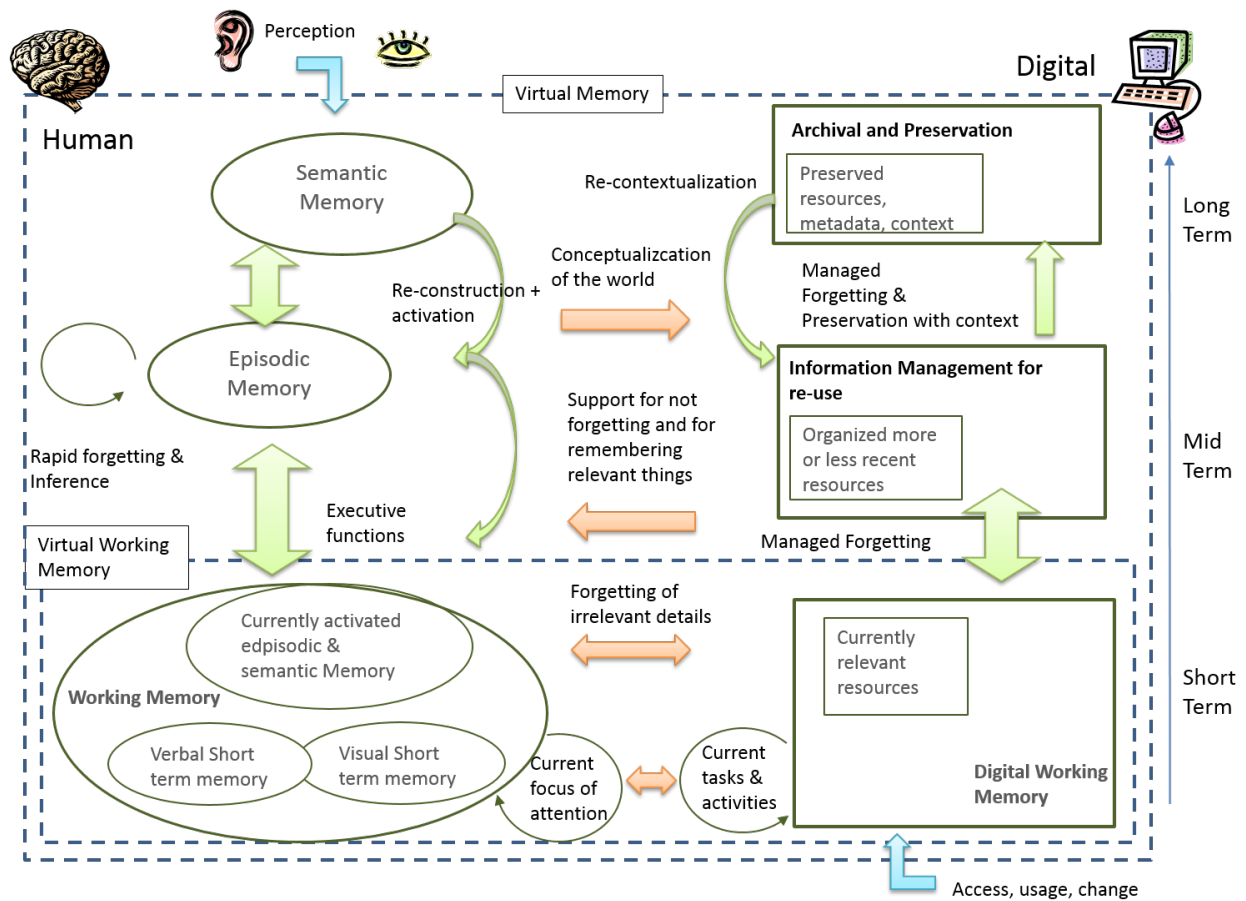 Perception
Digital
Virtual Memory
Human
Archival and Preservation
Semantic
Memory
Preserved
resources,
metadata, context
Re-contextualization
Long
Term
Conceptualizcation
of the world
Re-construction +
activation
Managed
Forgetting &
Preservation with context
Episodic
Memory
Information Management for
re-use
Support for not
forgetting and for
remembering
relevant things
Organized more
or less recent
resources
Mid
Term
Rapid forgetting &
Inference
Executive
functions
Managed Forgetting
Virtual Working
Memory
Forgetting of
irrelevant details
Currently activated
edpisodic &
semantic Memory
Currently
relevant
resources
Working Memory
Short
Term
Verbal Short
term memory
Visual Short
term memory
Current
focus of
attention
Current
tasks &
activities
Digital Working
Memory
Access, usage, change